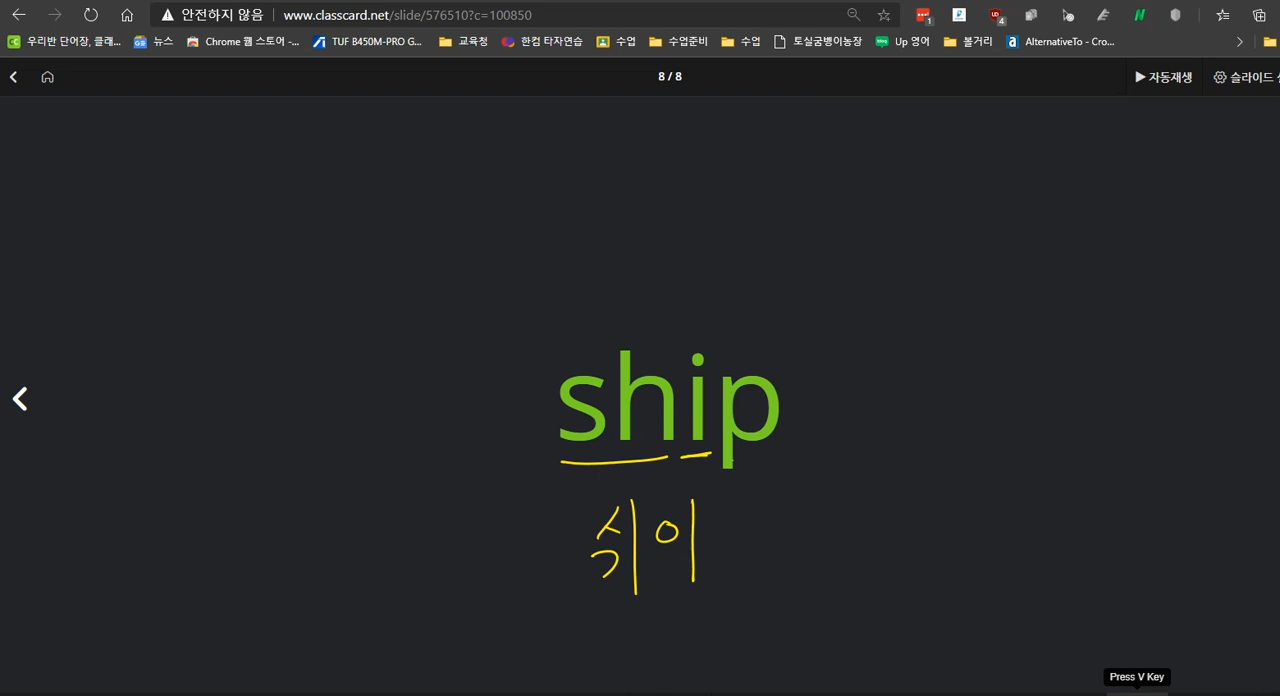 안전하지 않음 www.classcard.net/slide/576510?c=100850 1 4
우리반 단어장, 클래... 뉴스 Chrome 웹 스토어 -... TUF B450M-PRO G... 교육청 한컴 타자연습 수업 수업준비 수업 토실굼벵이농장 Up 영어 볼거리 AlternativeTo - Cro...
8 / 8 자동재생 슬라이드
ship
쉭이
Press V Key